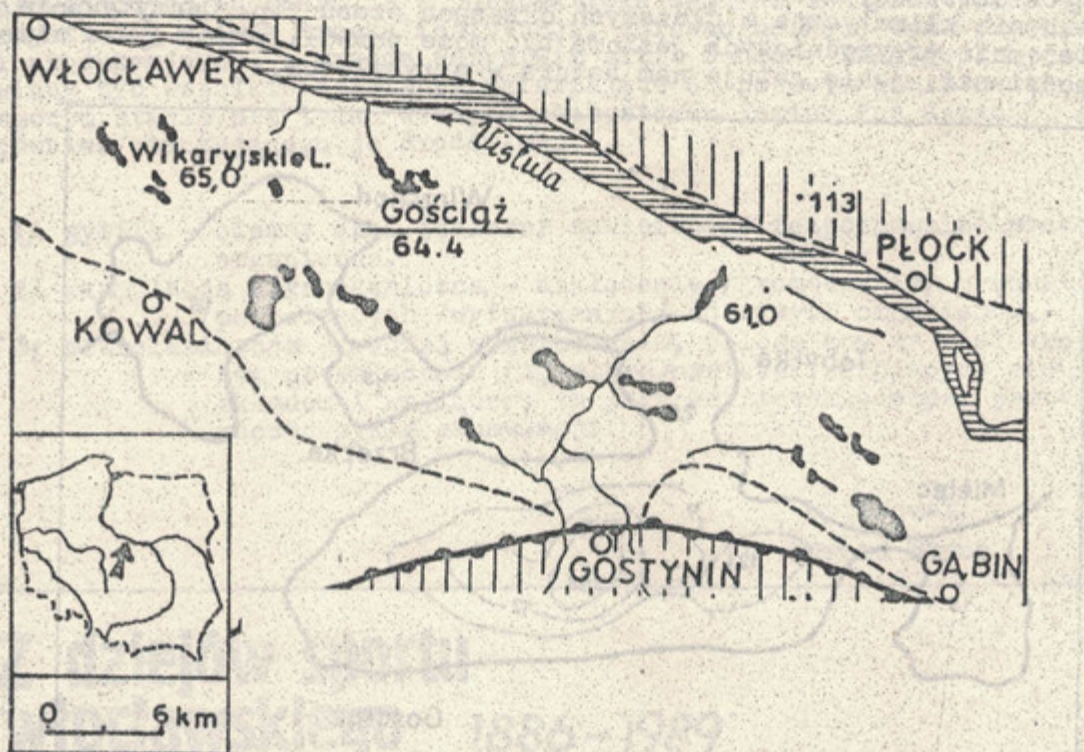 WŁOCŁAWEK
Wikaryjskie L.
65,0
Vistula
Gościąż
64.4
113
PŁOCK
KOWAL
61,0
GOSTYNIN
GĄBIN
0 6 km